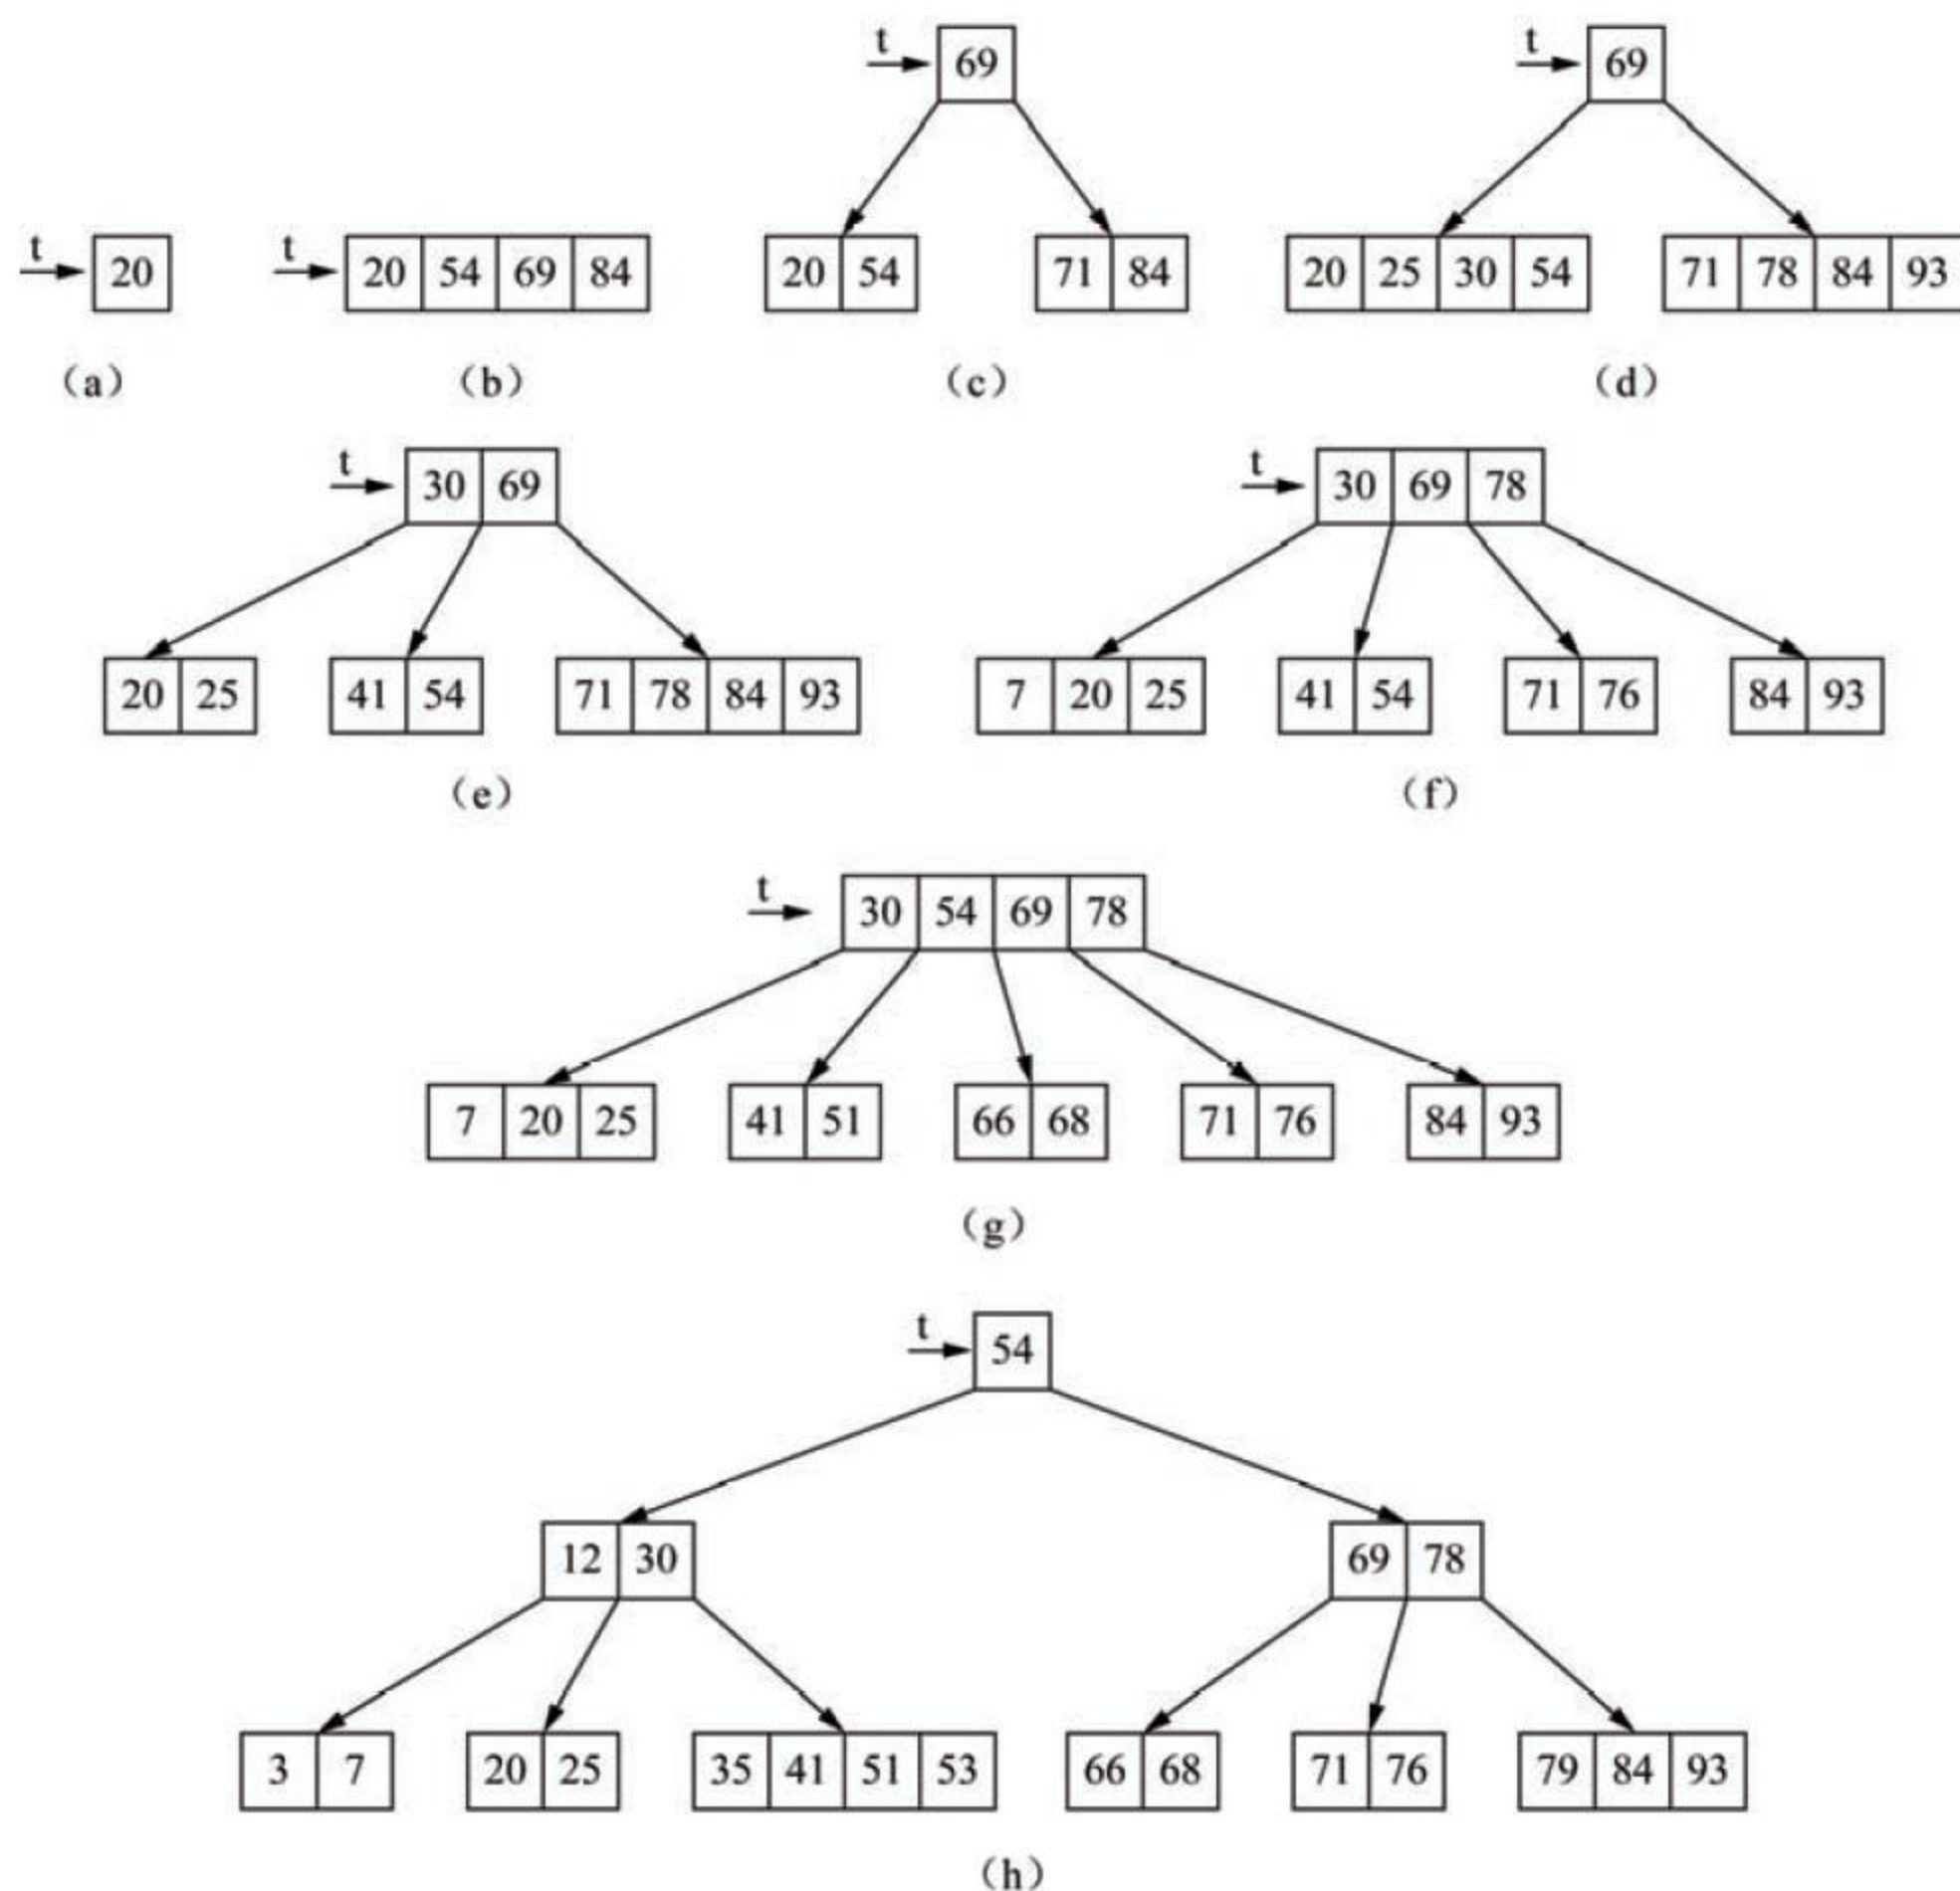 t 69
t 69
t 20
t 20 54 69 84
20 54 71 84
20 25 30 54 71 78 84 93
（a） （b） （c） （d）
t 30 69
t 30 69 78
20 25 41 54 71 78 84 93
7 20 25 41 54 71 76 84 93
（e） （f）
t 30 54 69 78
7 20 25 41 51 66 68 71 76 84 93
（g）
t 54
12 30 69 78
3 7 20 25 35 41 51 53 66 68 71 76 79 84 93
（h）